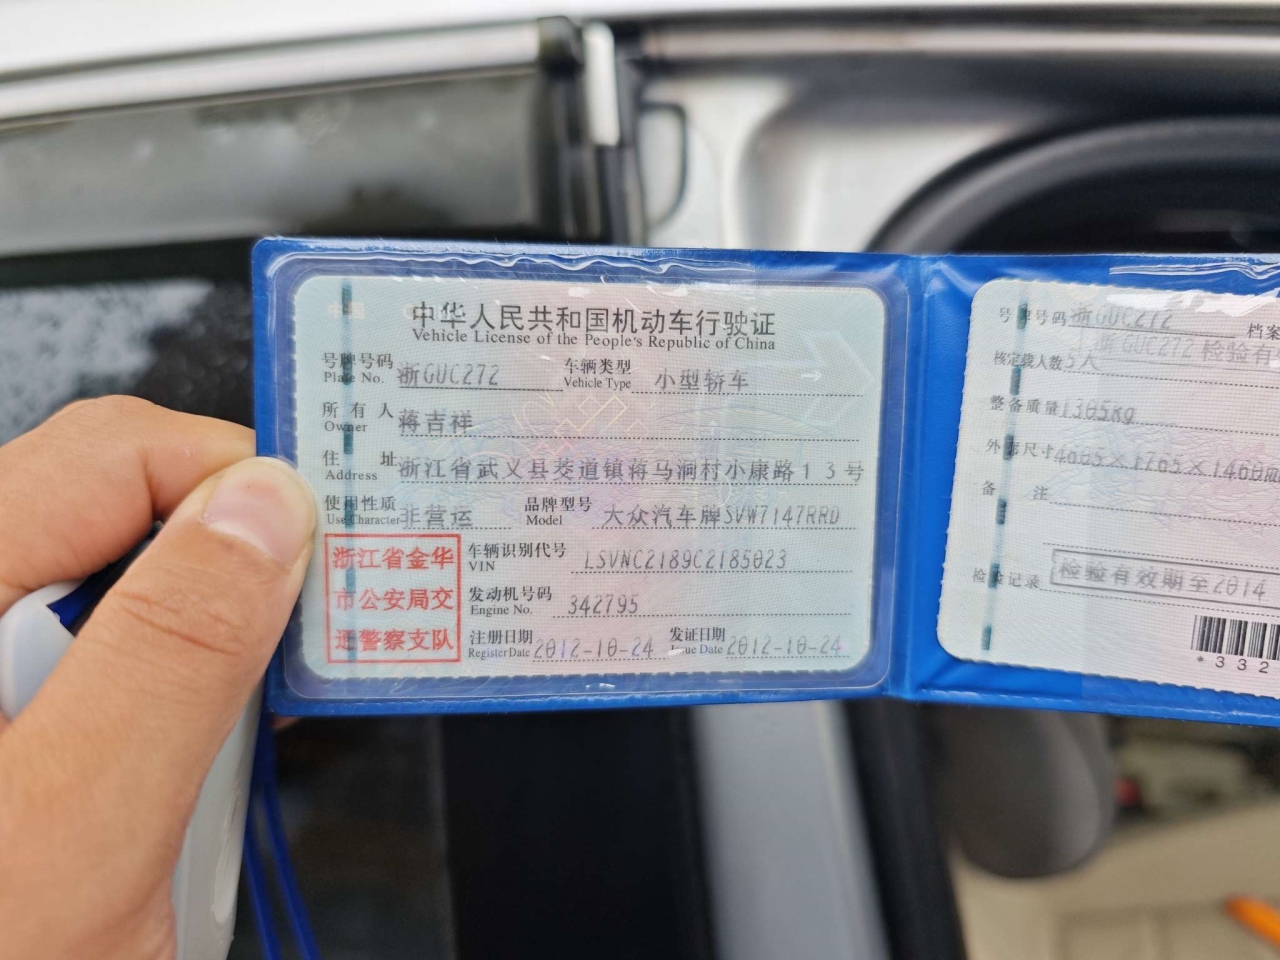 中华人民共和国机动车行驶证
Vehicle License of the People's Republic of China
号牌号码 浙GUC272 车辆类型 小型轿车
Plate No. Vehicle Type
所有人 蒋吉祥
Owner
住址 浙江省武义县茭道镇蒋马洞村小康路13号
Address
使用性质 非营运 品牌型号 大众汽车牌SVW7147RRD
Use Character Model
浙江省金华
市公安局交
通警察支队
车辆识别代号 LSVNC2189C2185023
VIN
发动机号码 342795
Engine No.
注册日期 2012-10-24 发证日期 2012-10-24
Register Date Issue Date
号牌号码 浙GUC272 档案
浙GUC272 检验有
核定载人数 5人
整备质量 1305kg
外形尺寸 4605×1765×1460
备注
检验记录 检验有效期至2014
*332